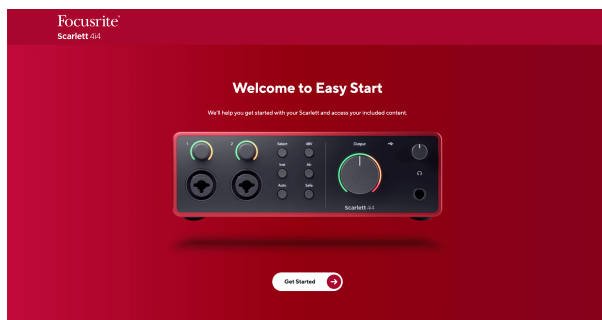 Focusrite®
Scarlett 4i4
Welcome to Easy Start
We'll help you get started with your Scarlett and access your included content.
1
2
Select
48V
Output
Inst
Air
Auto
Safe
Scarlett 4i4
Get Started